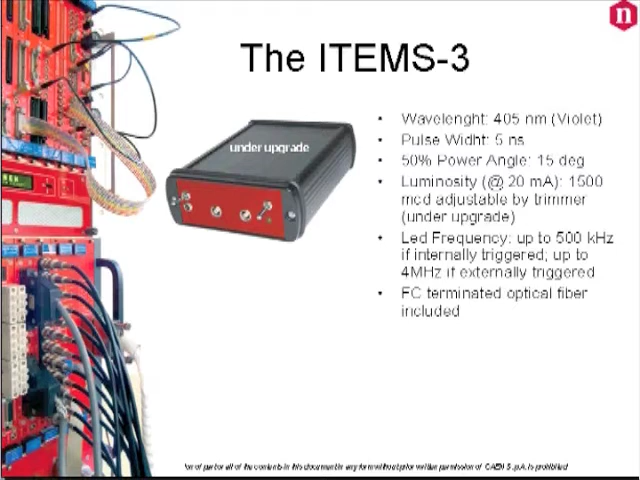 n
The ITEMS-3
under upgrade
• Wavelenght: 405 nm (Violet)
• Pulse Widht: 5 ns
• 50% Power Angle: 15 deg
• Luminosity (@ 20 mA): 1500
mcd adjustable by trimmer
(under upgrade)
• Led Frequency: up to 500 kHz
if internally triggered; up to
4MHz if externally triggered
• FC terminated optical fiber
included
ion of part or all of the contents in this document in any form without prior written permission of CAEN S.p.A. is prohibited